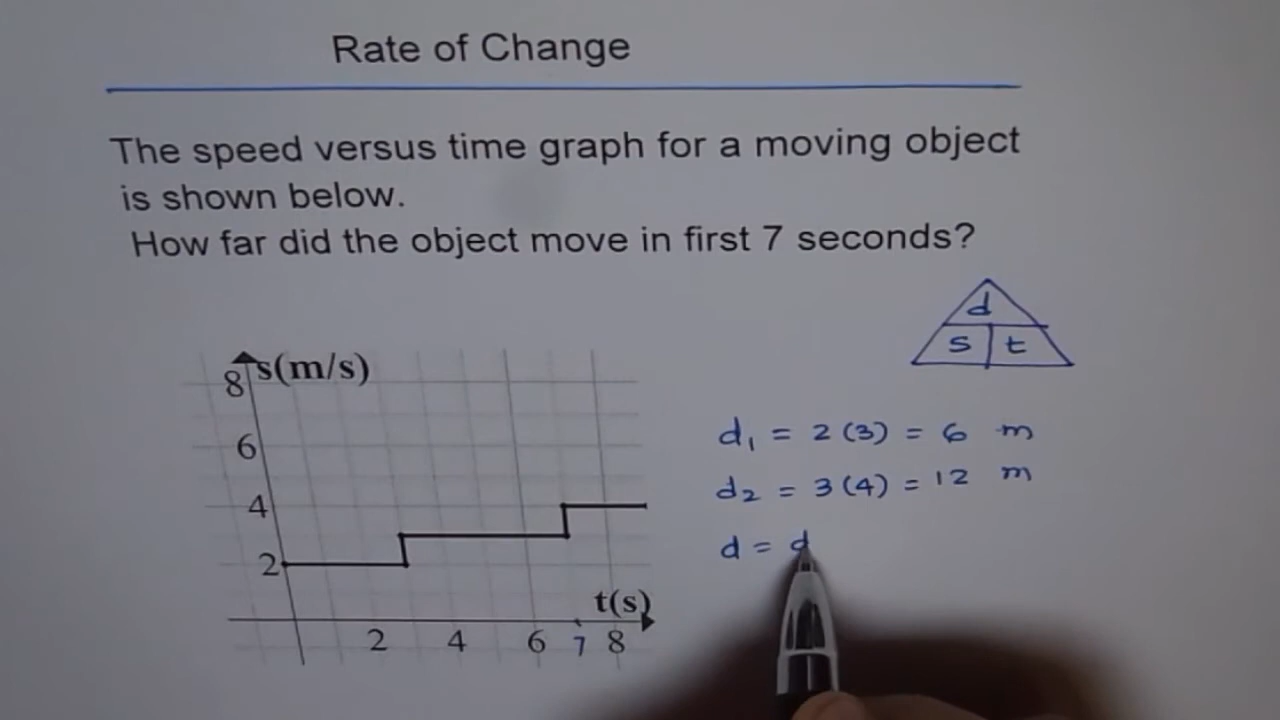 Rate of Change
The speed versus time graph for a moving object
is shown below.
How far did the object move in first 7 seconds?
d
s t
8 s(m/s)
6
4
2
t(s)
2 4 6 7 8
d₁ = 2(3) = 6 m
d₂ = 3(4) = 12 m
d = d